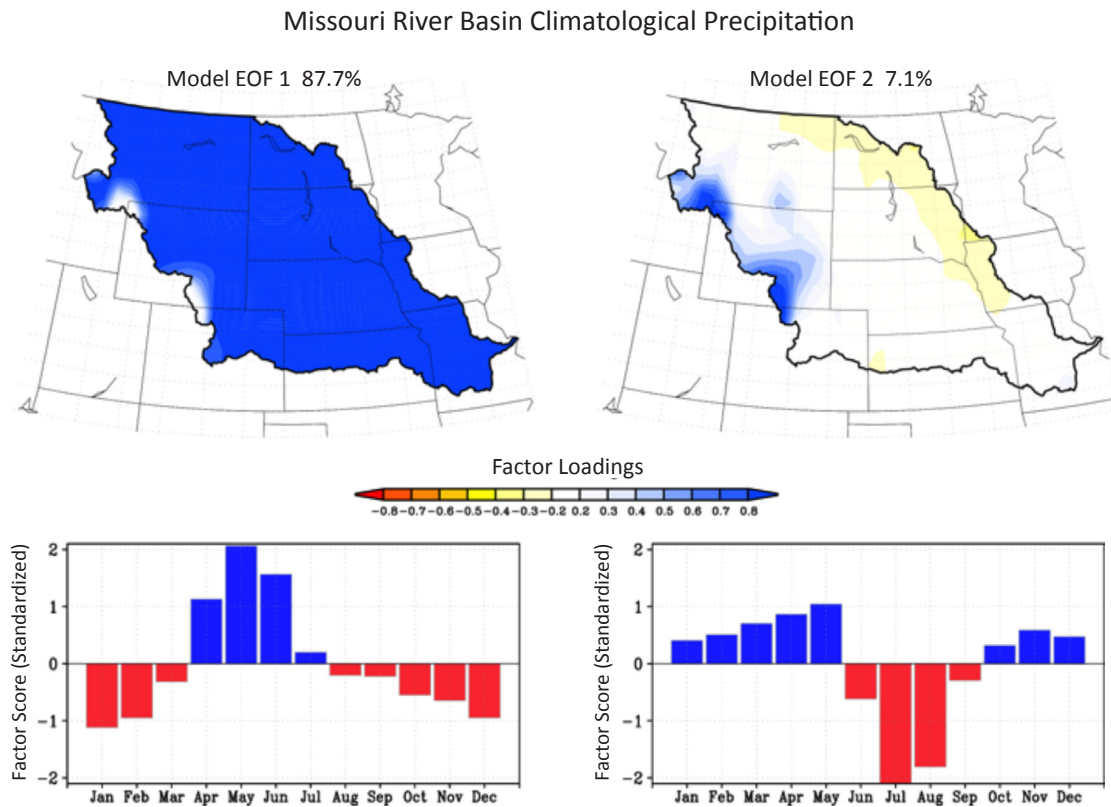 Missouri River Basin Climatological Precipitation
Model EOF 1 87.7%
Model EOF 2 7.1%
Factor Loadings
-0.8 -0.7 -0.6 -0.5 -0.4 -0.3 -0.2 0.2 0.3 0.4 0.5 0.6 0.7 0.8
Factor Score (Standardized)
2
1
0
-1
-2
Jan Feb Mar Apr May Jun Jul Aug Sep Oct Nov Dec
Factor Score (Standardized)
2
1
0
-1
-2
Jan Feb Mar Apr May Jun Jul Aug Sep Oct Nov Dec